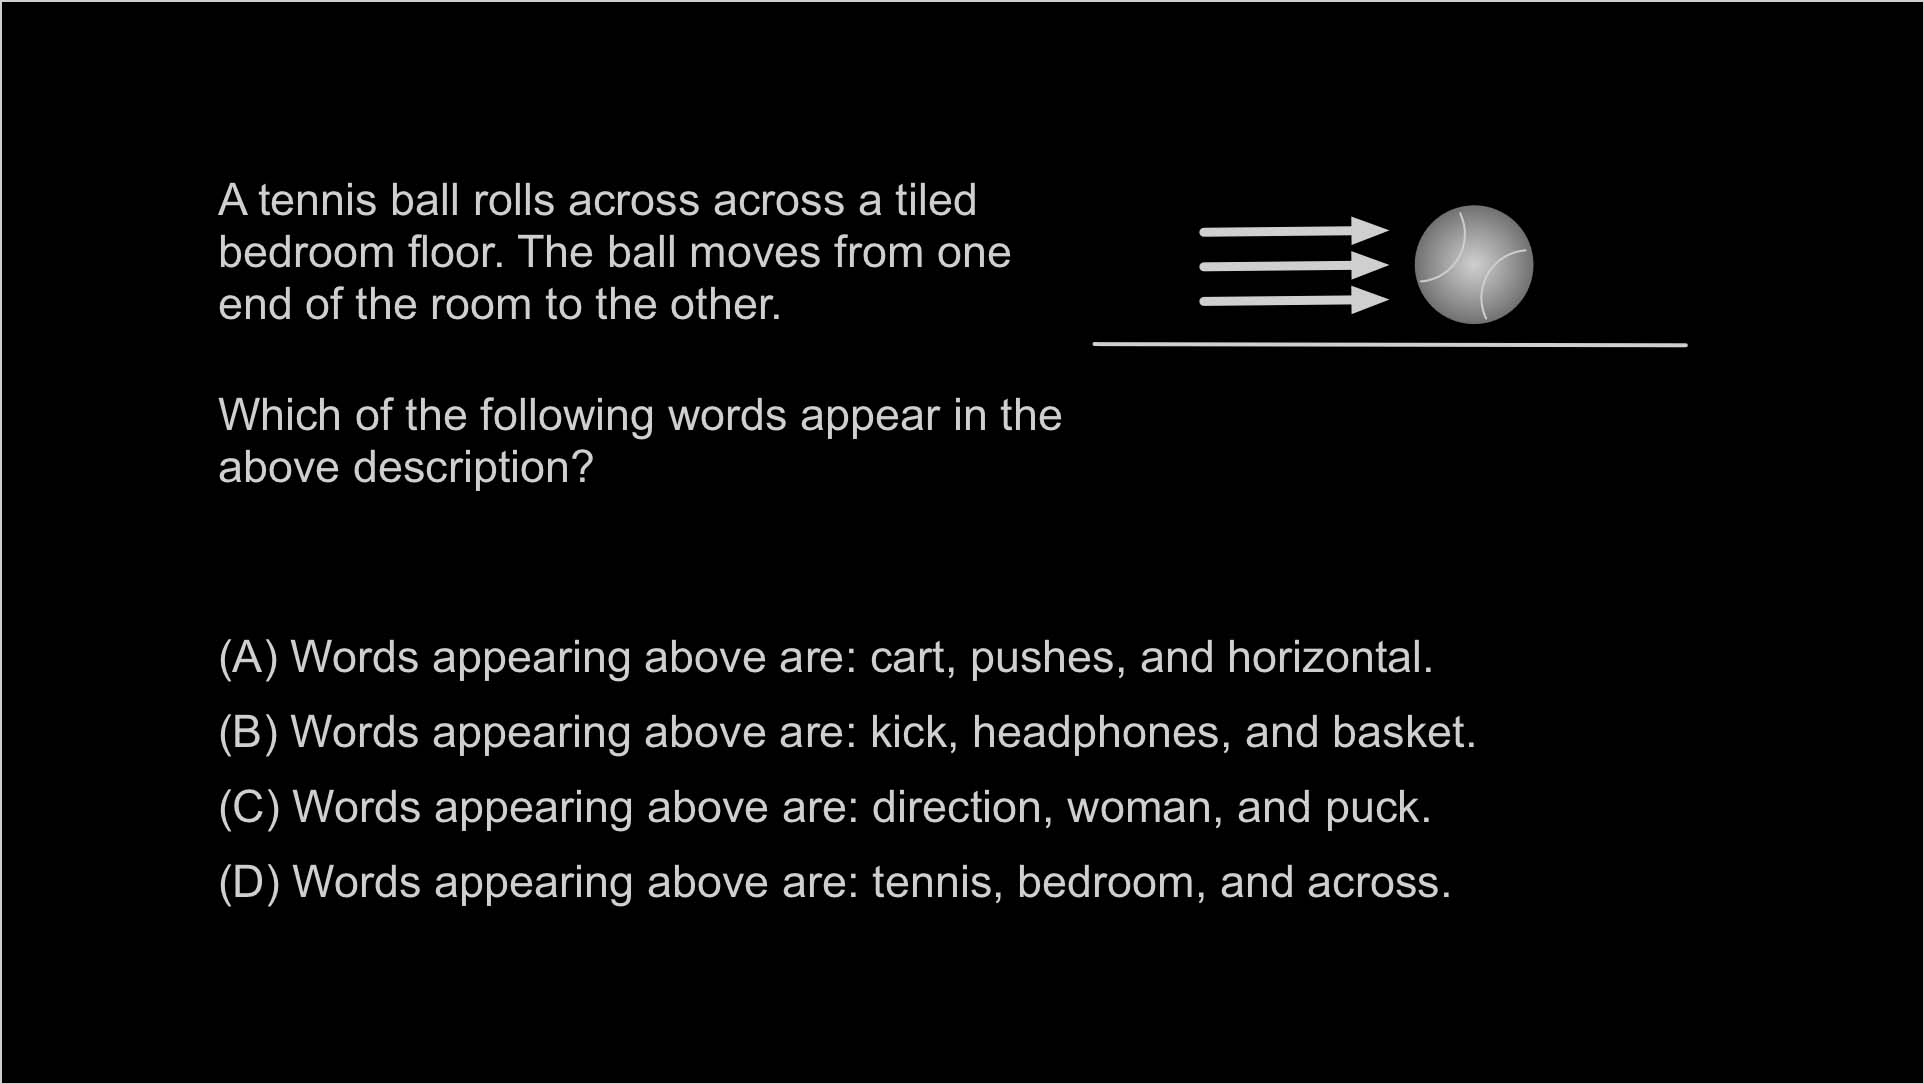 A tennis ball rolls across across a tiled
bedroom floor. The ball moves from one
end of the room to the other.
Which of the following words appear in the
above description?
(A) Words appearing above are: cart, pushes, and horizontal.
(B) Words appearing above are: kick, headphones, and basket.
(C) Words appearing above are: direction, woman, and puck.
(D) Words appearing above are: tennis, bedroom, and across.